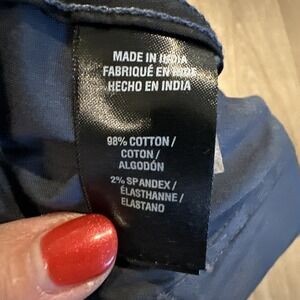 MADE IN INDIA
FABRIQUÉ EN INDE
HECHO EN INDIA
98% COTTON /
COTON /
ALGODÓN
2% SPANDEX /
ÉLASTHANNE /
ELASTANO